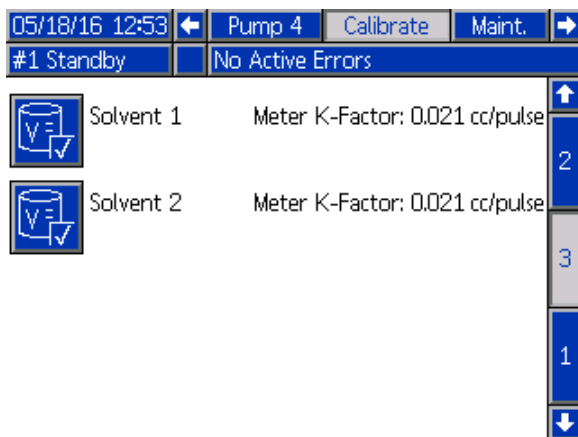 05/18/16 12:53 Pump 4 Calibrate Maint.
#1 Standby No Active Errors
Solvent 1 Meter K-Factor: 0.021 cc/pulse
Solvent 2 Meter K-Factor: 0.021 cc/pulse
2
3
1